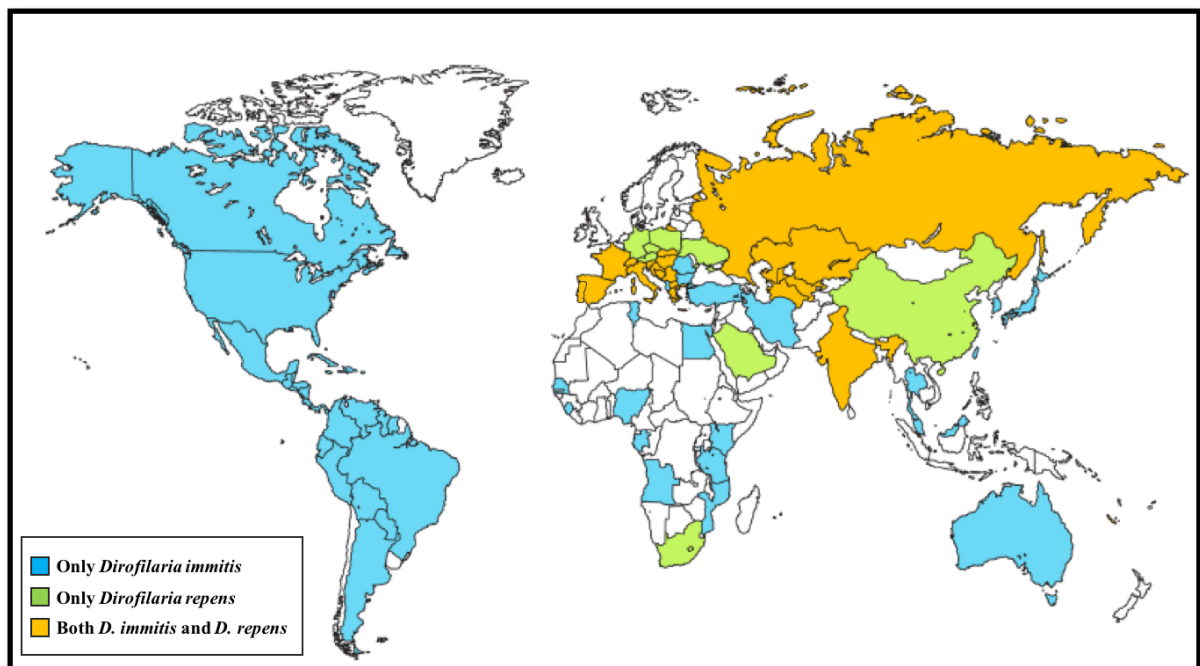 Only Dirofilaria immitis
Only Dirofilaria repens
Both D. immitis and D. repens